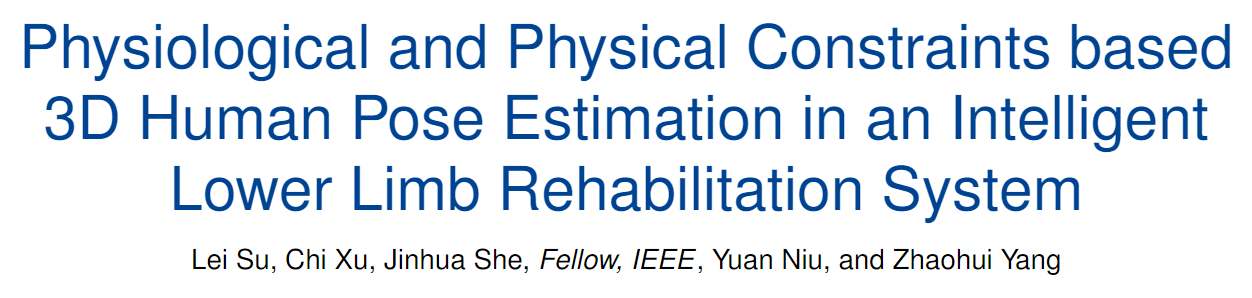 Physiological and Physical Constraints based
3D Human Pose Estimation in an Intelligent
Lower Limb Rehabilitation System
Lei Su, Chi Xu, Jinhua She, Fellow, IEEE, Yuan Niu, and Zhaohui Yang